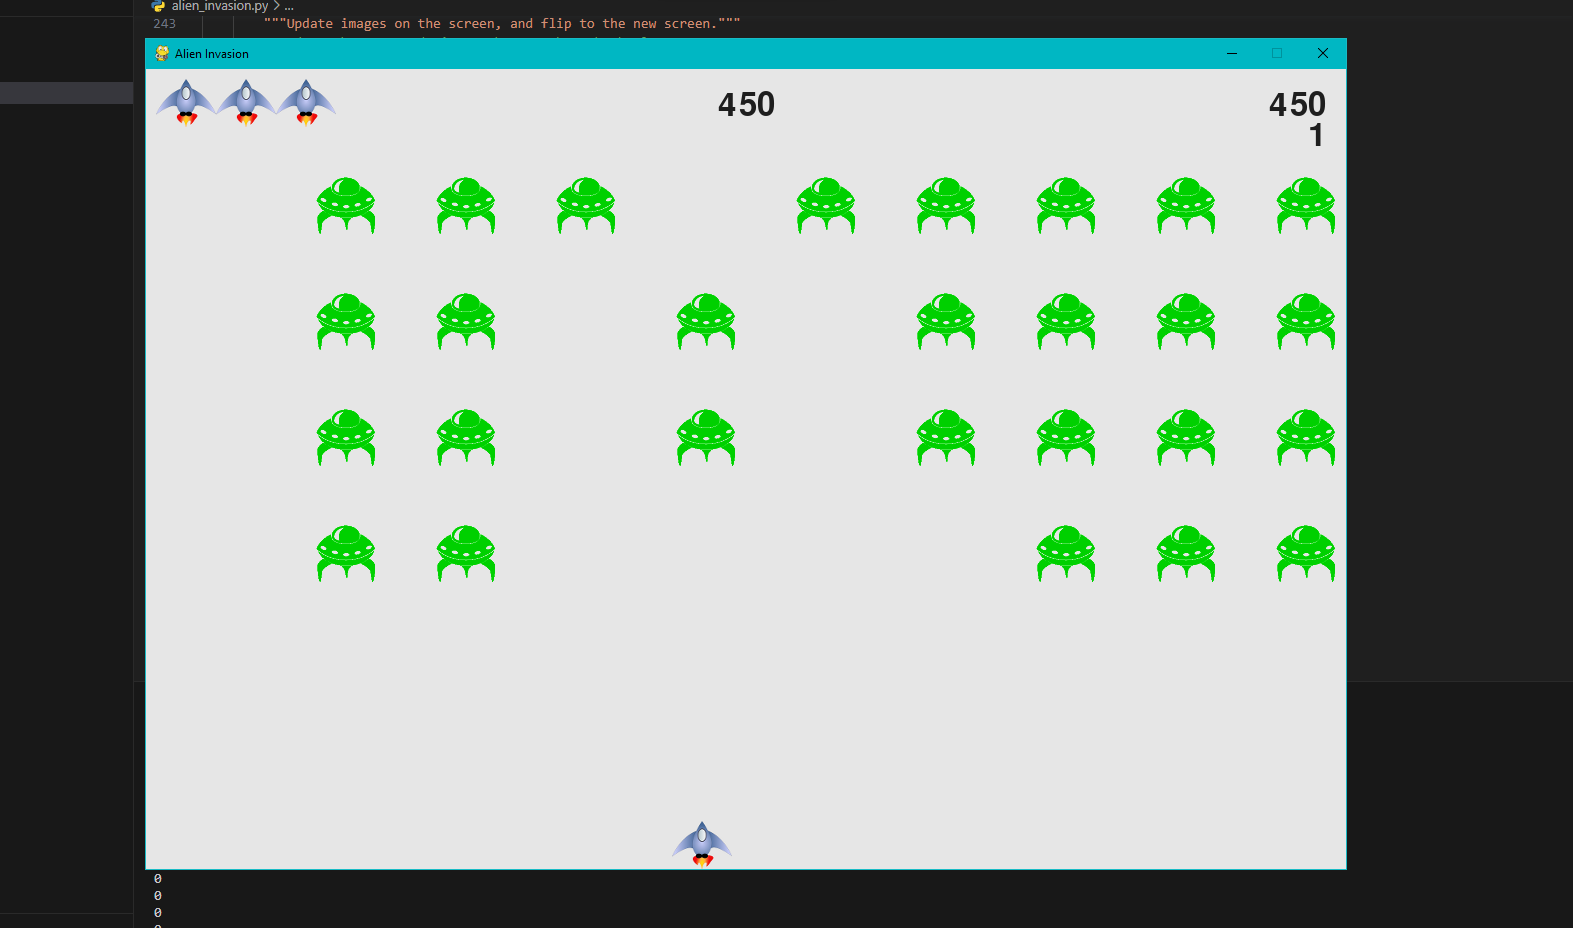 alien_invasion.py > ...
243 """Update images on the screen, and flip to the new screen."""
Alien Invasion
450 450
1
0
0
0